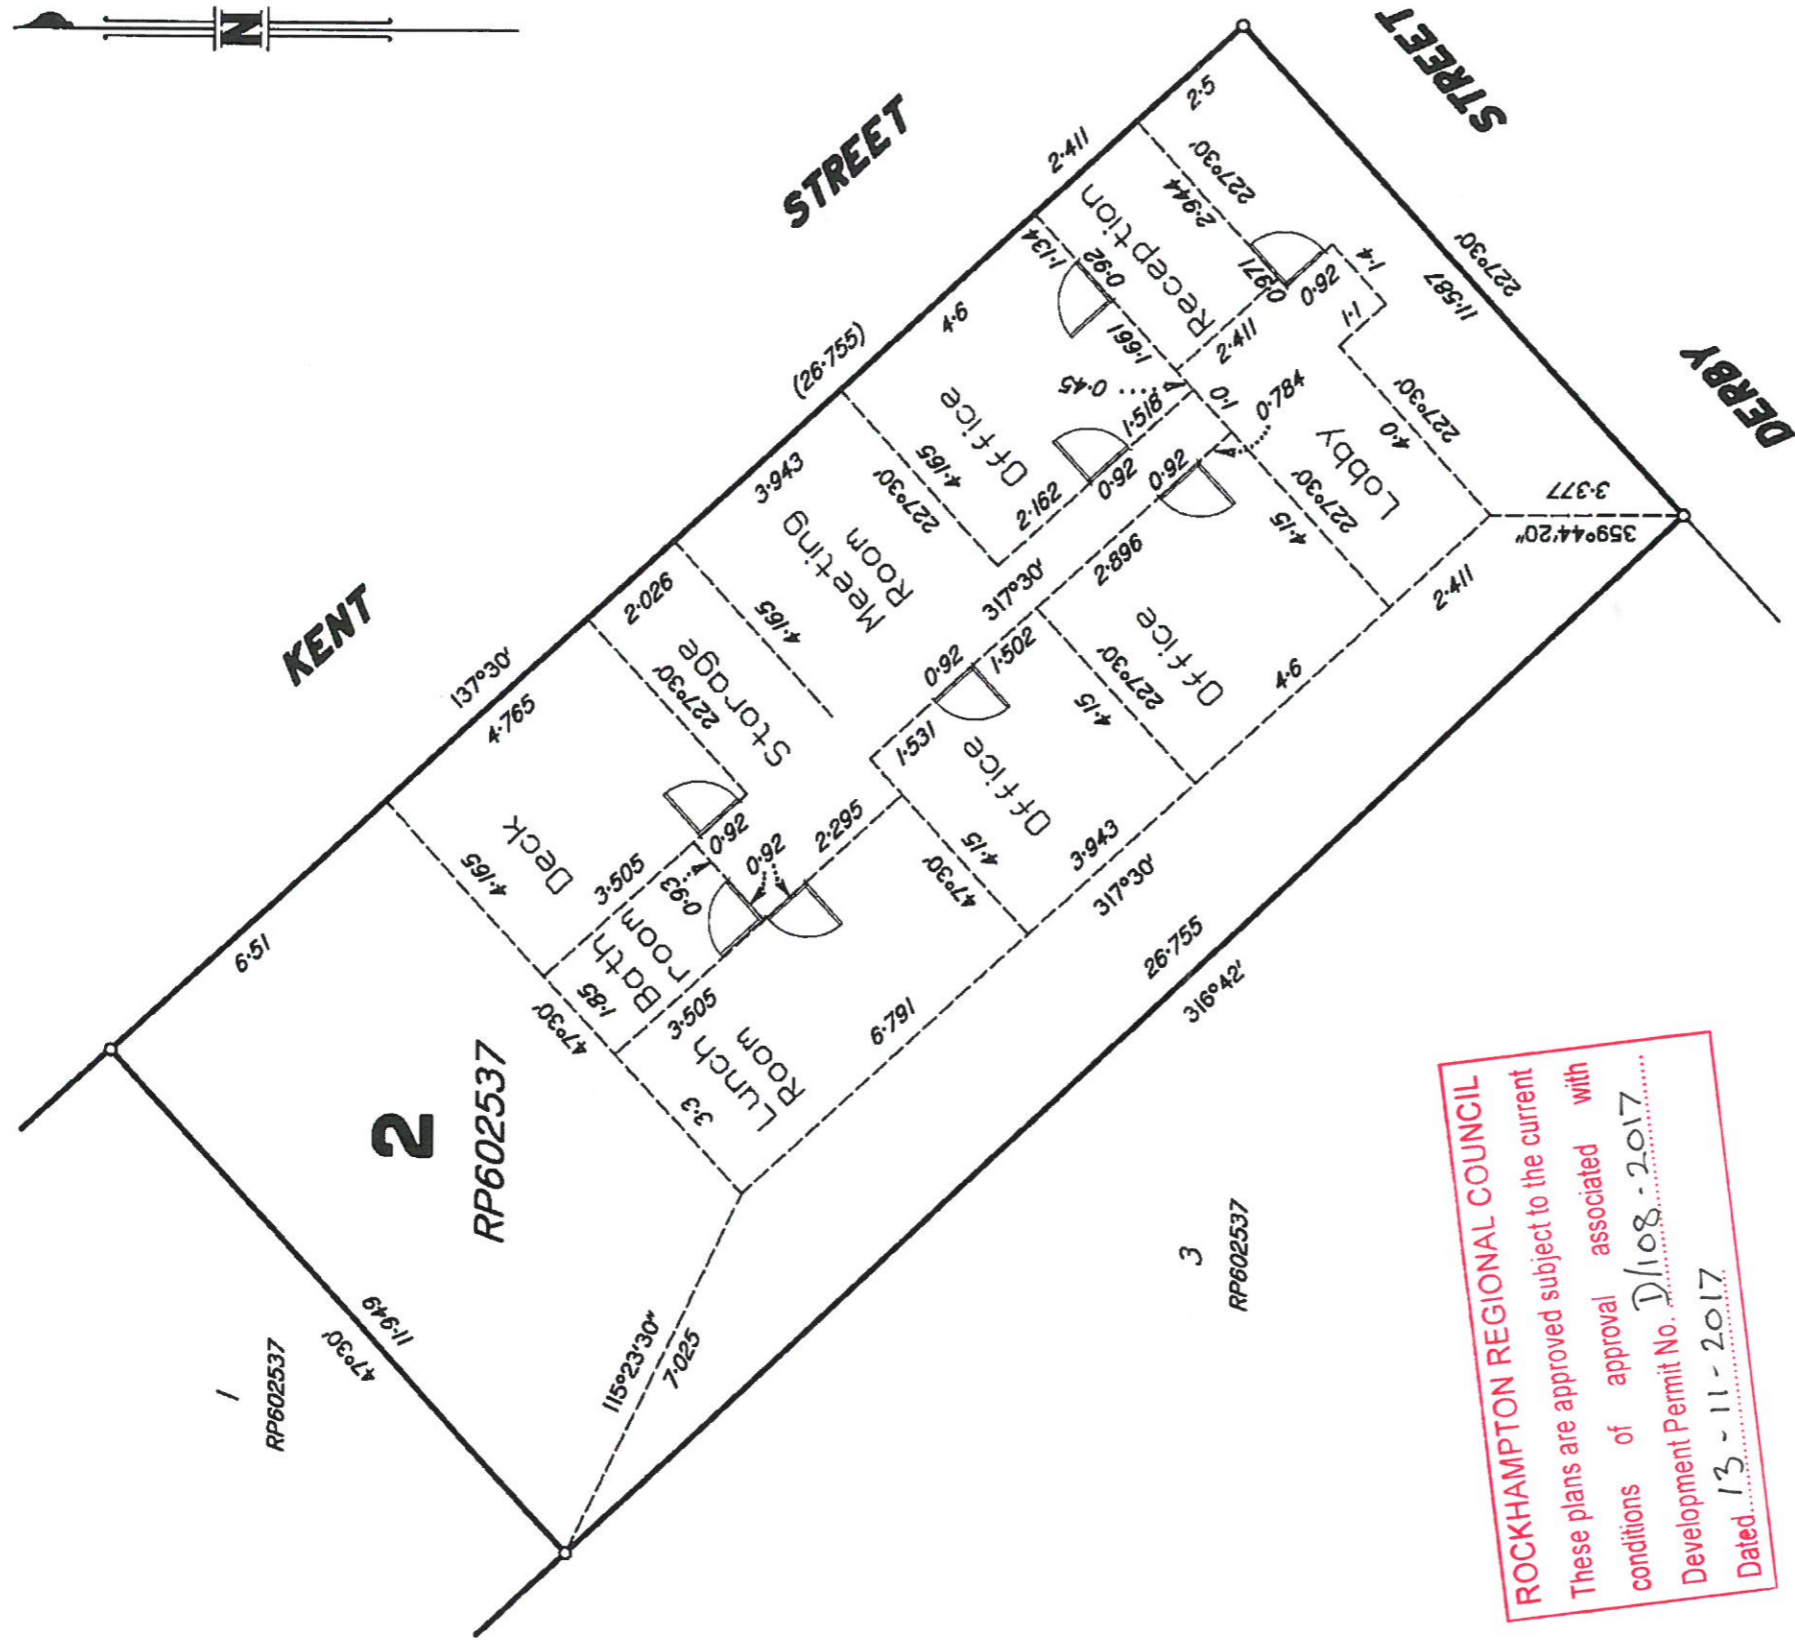 N
KENT
STREET
DERBY
STREET
137°30'
(26·755)
6·51
4·765
2·026
3·943
4·6
2·411
2·5
4·165
Deck
227°30'
Storage
4·165
Meeting
Room
227°30'
4·165
Office
1·134
0·92
1·661
Reception
227°30'
2·944
0·971
0·92
1·4
1·1
11·587
227°30'
2·411
0·45
1·518
0·92
2·162
1·0
0·784
Lobby
4·0
227°30'
227°30'
4·15
3·377
359°44'20"
2·411
317°30'
0·92
2·896
Office
4·6
227°30'
4·15
1·502
0·92
1·531
Office
3·943
4·15
47°30'
317°30'
2·295
0·92
0·92
0·93
3·505
Bath
room
1·85
47°30'
3·505
Lunch
Room
3·3
6·791
26·755
316°42'
2
RP602537
11·949
47°30'
1
RP602537
115°23'30"
7·025
3
RP602537
ROCKHAMPTON REGIONAL COUNCIL
These plans are approved subject to the current
conditions of approval associated with
Development Permit No. D/108-2017
Dated 13-11-2017